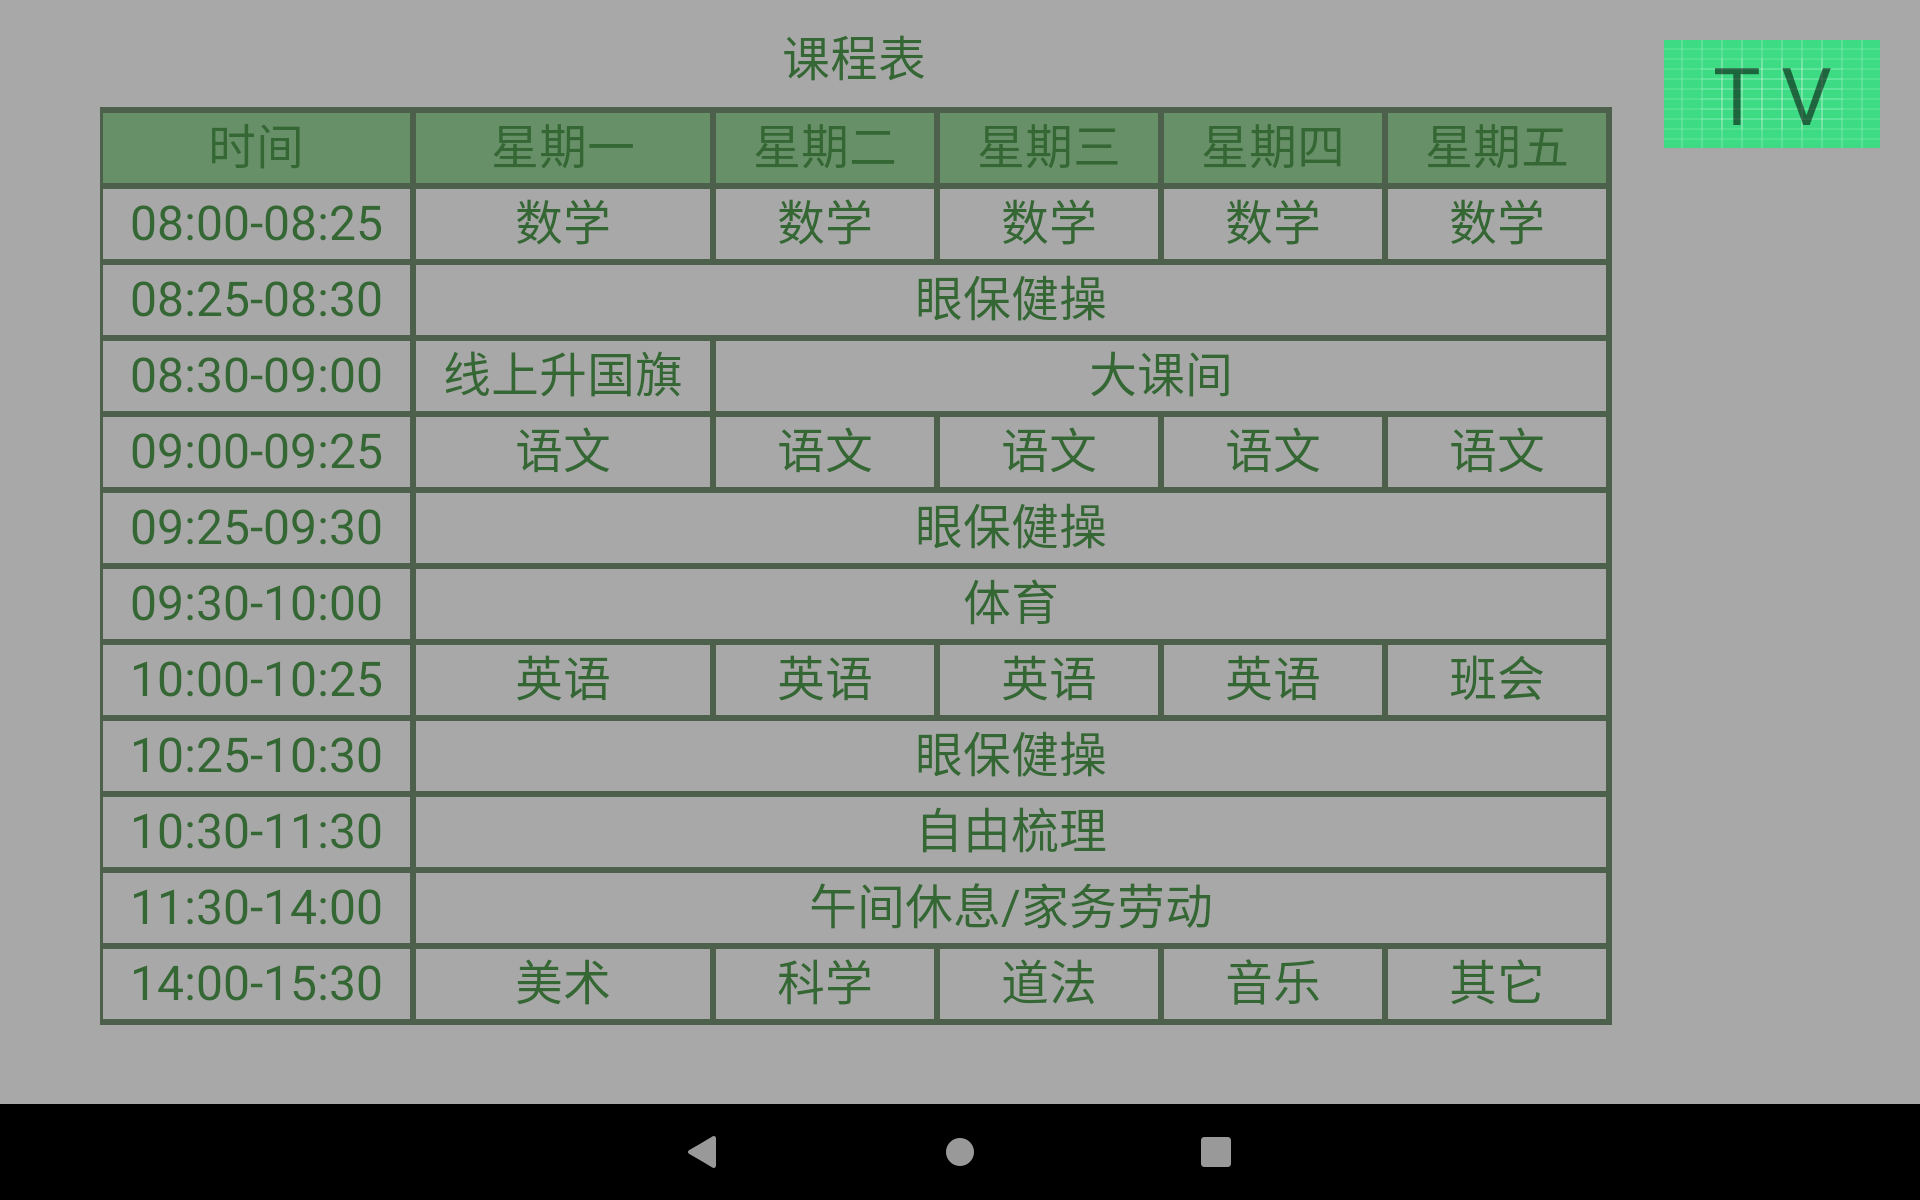 课程表
TV
时间 星期一 星期二 星期三 星期四 星期五
08:00-08:25 数学 数学 数学 数学 数学
08:25-08:30 眼保健操
08:30-09:00 线上升国旗 大课间
09:00-09:25 语文 语文 语文 语文 语文
09:25-09:30 眼保健操
09:30-10:00 体育
10:00-10:25 英语 英语 英语 英语 班会
10:25-10:30 眼保健操
10:30-11:30 自由梳理
11:30-14:00 午间休息/家务劳动
14:00-15:30 美术 科学 道法 音乐 其它